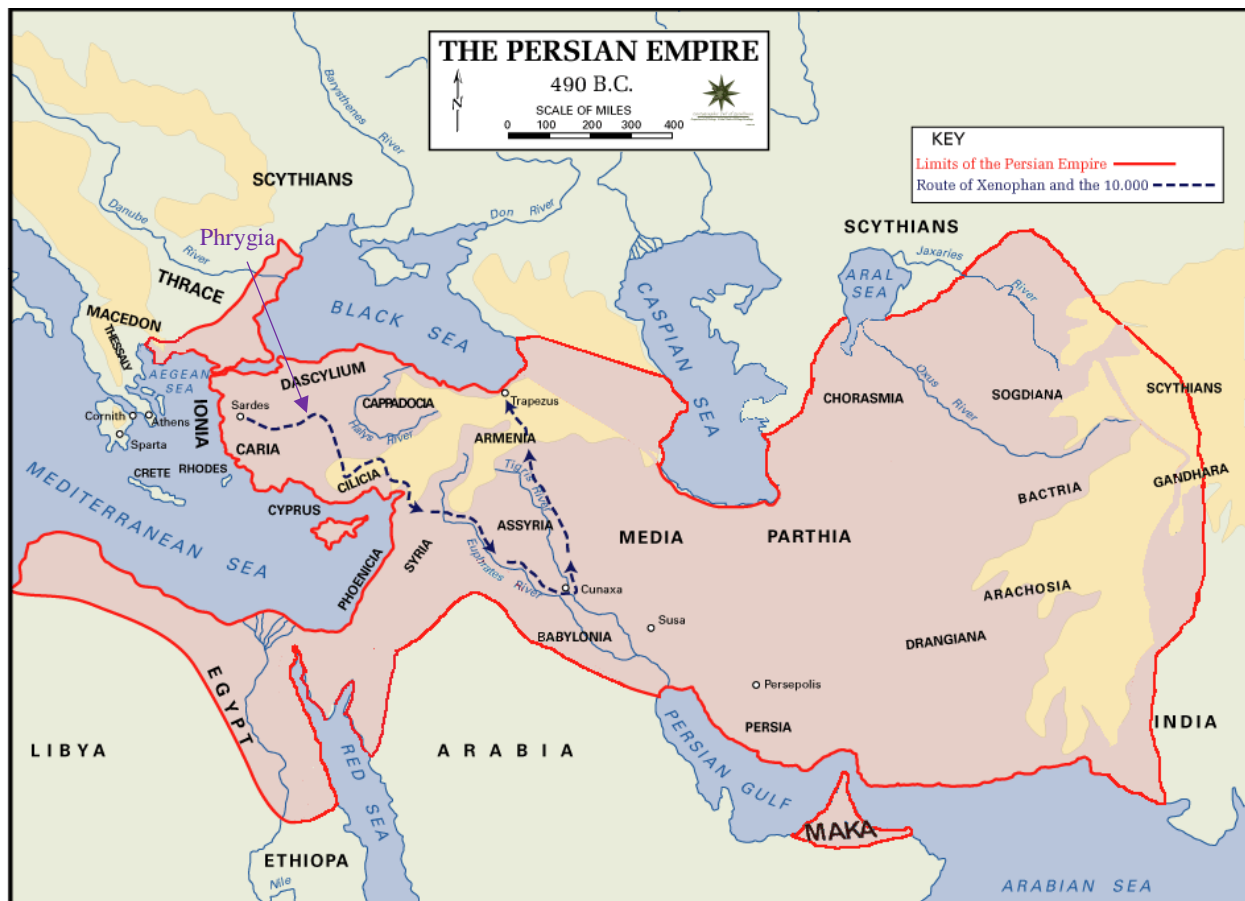 THE PERSIAN EMPIRE
490 B.C.
N
SCALE OF MILES
0 100 200 300 400
KEY
Limits of the Persian Empire
Route of Xenophan and the 10.000
Barysthenes
River
SCYTHIANS
Danube
River
Don River
Phrygia
THRACE
MACEDON
THESSALY
BLACK SEA
CASPIAN SEA
SCYTHIANS
ARAL
SEA
Jaxaries
River
AEGEAN
SEA
IONIA
DASCYLIUM
CAPPADOCIA
Halys
River
Trapezus
CHORASMIA
Oxus
River
SOGDIANA
SCYTHIANS
Cornith
Athens
Sparta
Sardes
CARIA
ARMENIA
CRETE
RHODES
CILICIA
Tigris River
GANDHARA
BACTRIA
MEDITERRANEAN SEA
CYPRUS
ASSYRIA
MEDIA
PARTHIA
SYRIA
PHOENICIA
Euphrates
River
Cunaxa
ARACHOSIA
Susa
BABYLONIA
DRANGIANA
EGYPT
Persepolis
PERSIA
INDIA
LIBYA
ARABIA
RED
SEA
PERSIAN GULF
MAKA
ETHIOPA
Nile
ARABIAN SEA